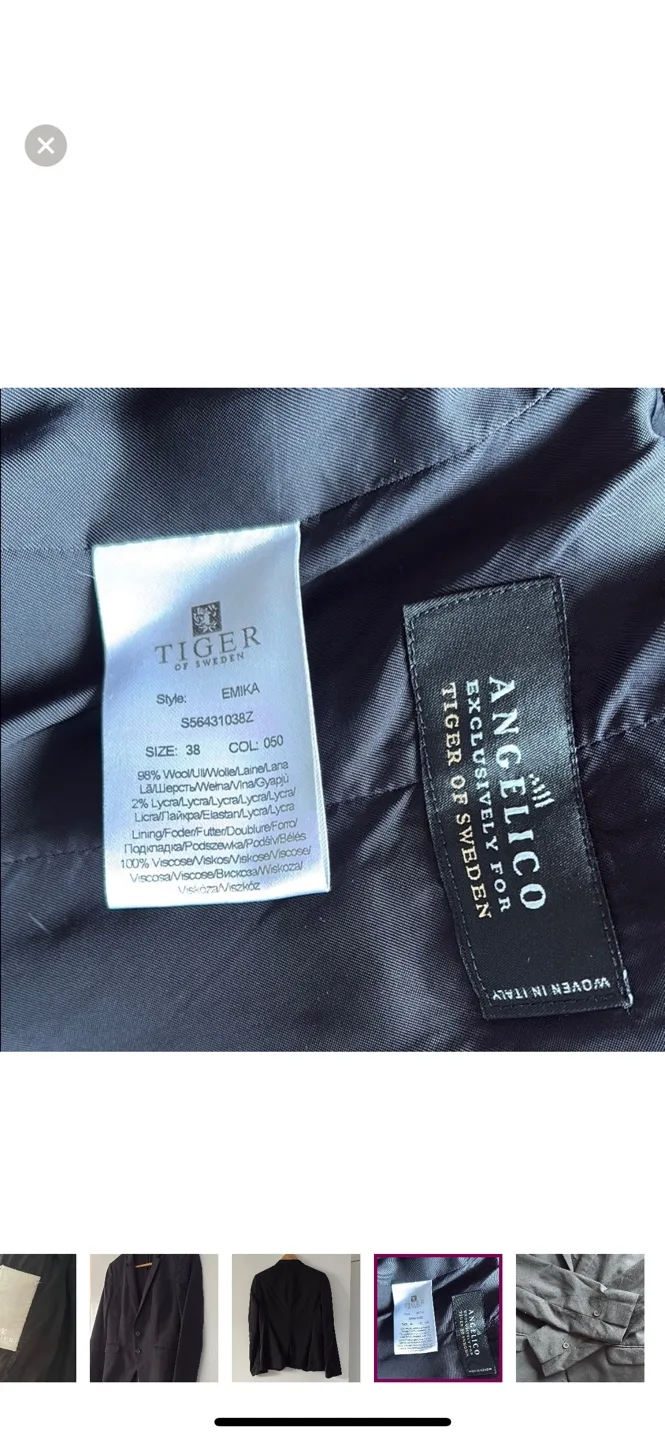 TIGER
OF SWEDEN
Style: EMIKA
S56431038Z
SIZE: 38 COL: 050
98% Wool/Ull/Wolle/Laine/Lana
Lã/Шерсть/Wełna/Vlna/Gyapjú
2% Lycra/Lycra/Lycra/Lycra/Lycra/
Licra/Лайкра/Elastan/Lycra/Lycra
Lining/Foder/Futter/Doublure/Forro/
Подкладка/Podszewka/Podšív/Bélés
100% Viscose/Viskos/Viskose/Viscose/
Viscosa/Viscose/Вискоза/Wiskoza/
Viskóza/Viszkóz
ANGELICO
EXCLUSIVELY FOR
TIGER OF SWEDEN
WOVEN IN ITALY